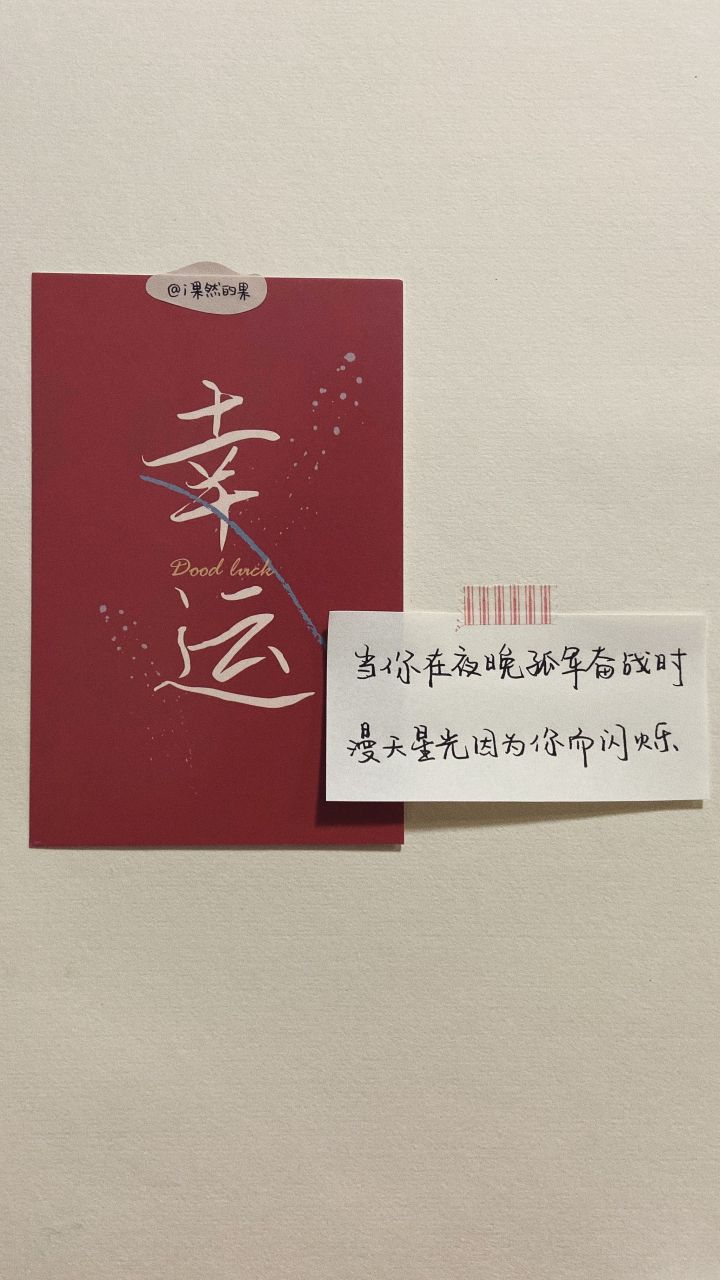 @i果然的果
幸
Dood luck
运
当你在夜晚孤军奋战时
漫天星光因为你而闪烁